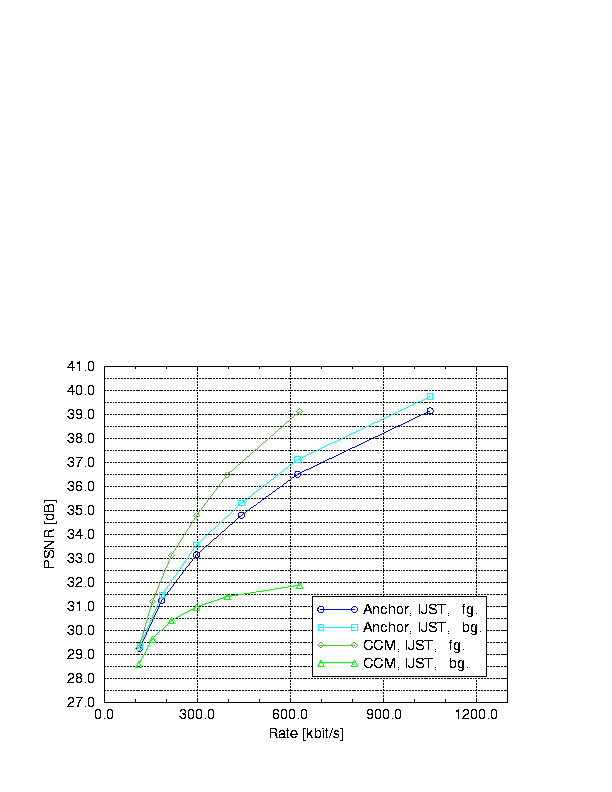 41.0
40.0
39.0
38.0
37.0
36.0
35.0
34.0
33.0
32.0
31.0
30.0
29.0
28.0
27.0
PSNR [dB]
Anchor, IJST, fg.
Anchor, IJST, bg.
CCM, IJST, fg.
CCM, IJST, bg.
0.0 300.0 600.0 900.0 1200.0
Rate [kbit/s]